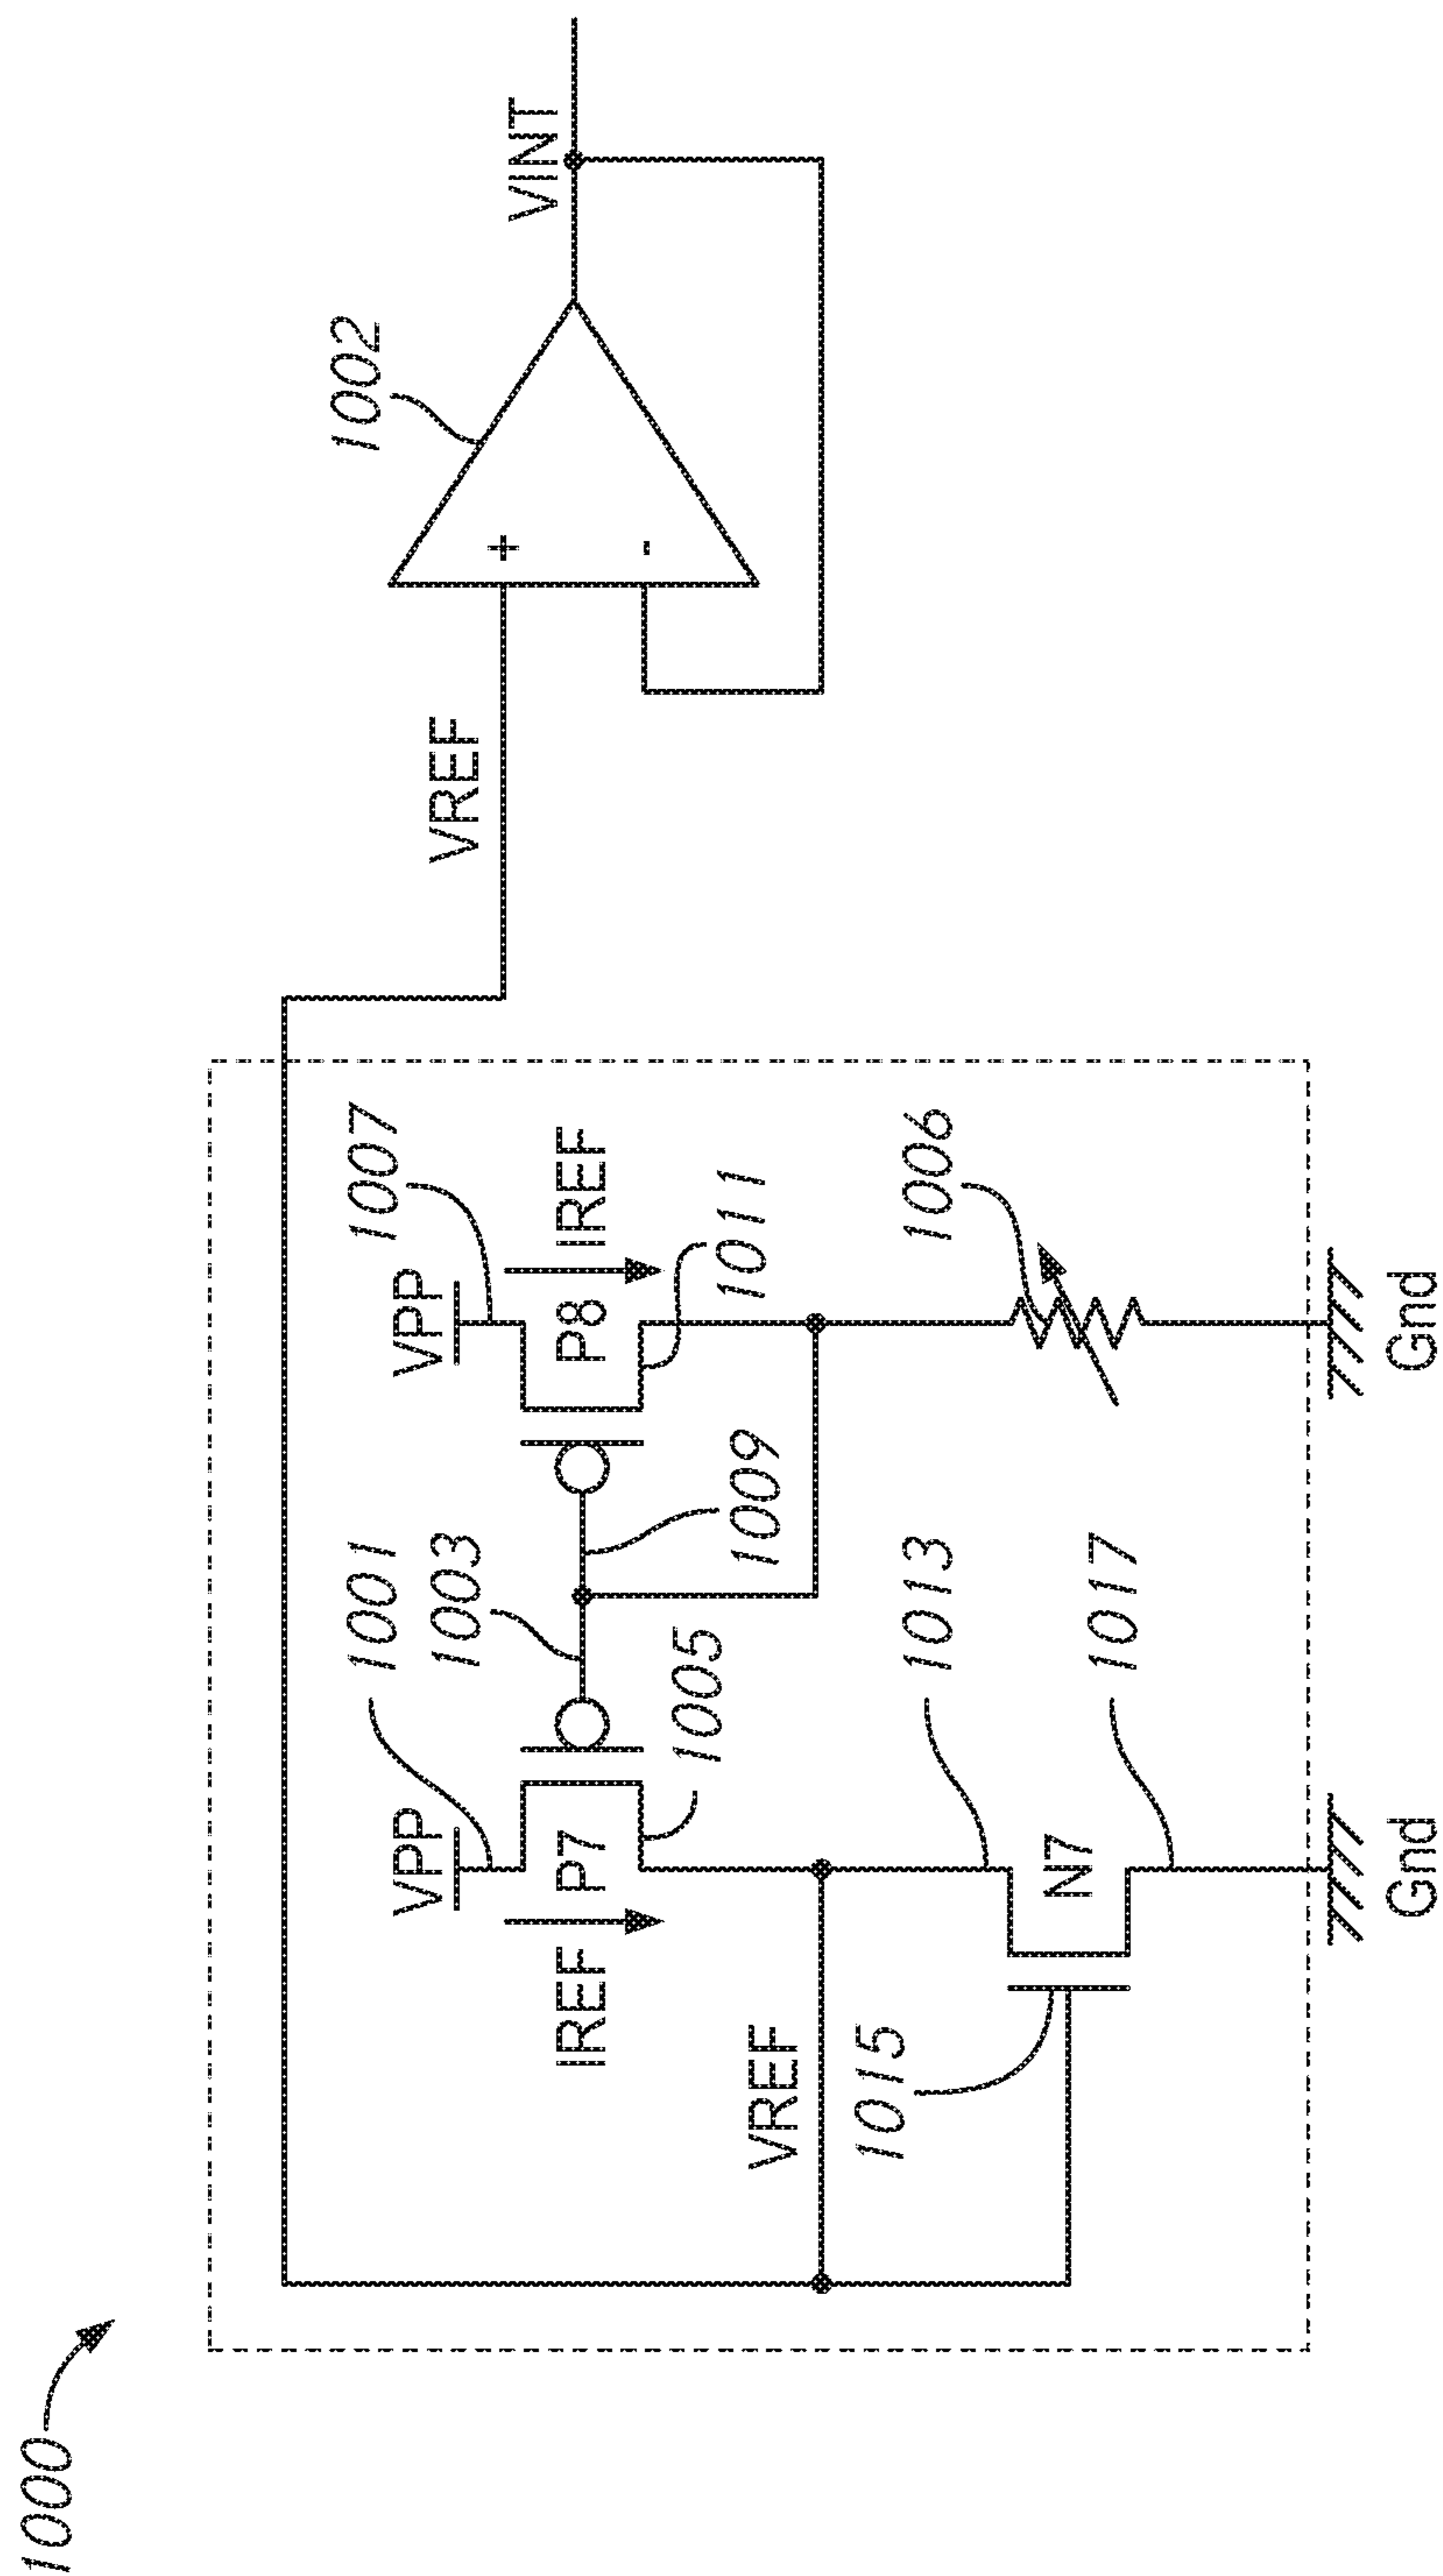 1000
1002
VINT
+
-
VREF
1001
1003
1007
VPP
VPP
IREF
P7
P8
IREF
1005
1009
1011
VREF
1015
1013
1006
N7
1017
Gnd
Gnd